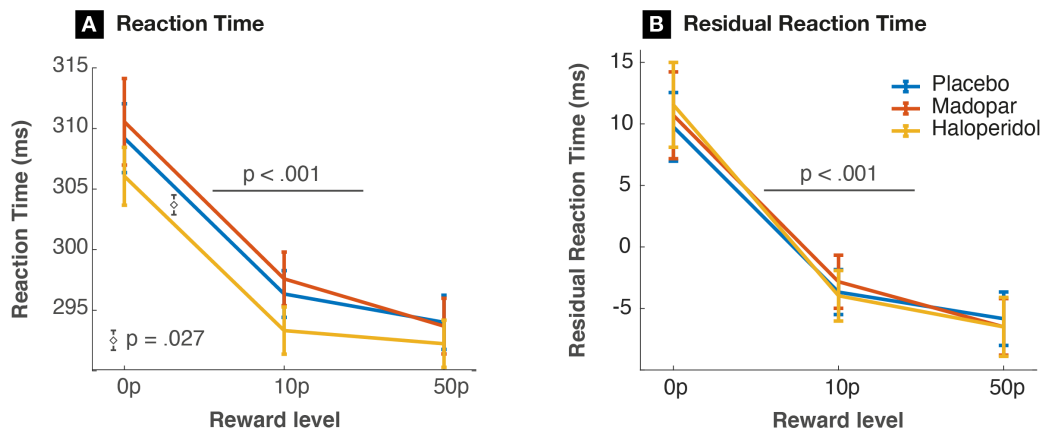 A Reaction Time
315
310
305
300
295
Reaction Time (ms)
p < .001
p = .027
0p 10p 50p
Reward level
B Residual Reaction Time
15
10
5
0
-5
Residual Reaction Time (ms)
Placebo
Madopar
Haloperidol
p < .001
0p 10p 50p
Reward level